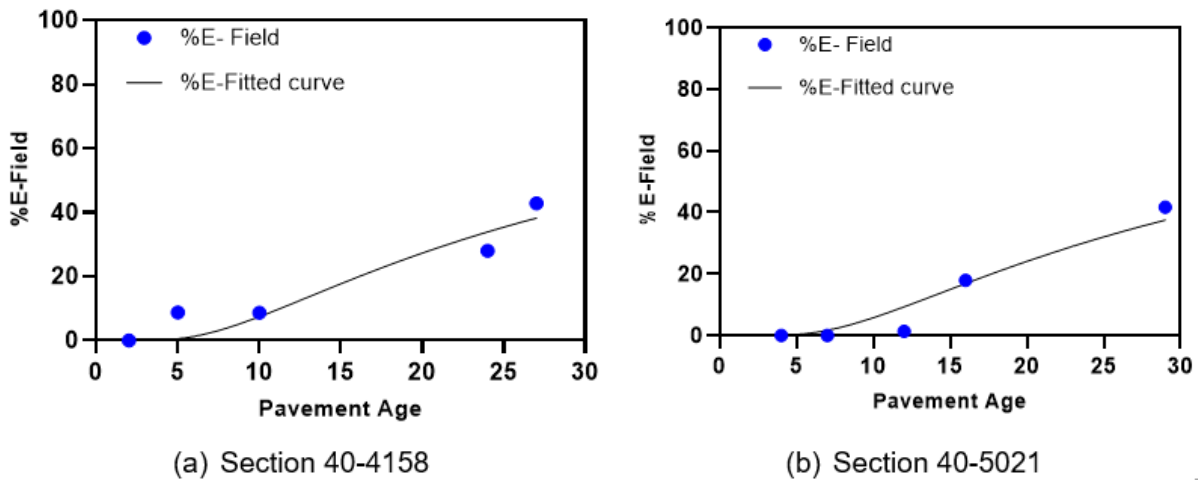 100
80
60
40
20
0
%E-Field
%E- Field
%E-Fitted curve
0 5 10 15 20 25 30
Pavement Age
(a) Section 40-4158
100
80
60
40
20
0
% E-Field
%E- Field
%E-Fitted curve
0 5 10 15 20 25 30
Pavement Age
(b) Section 40-5021